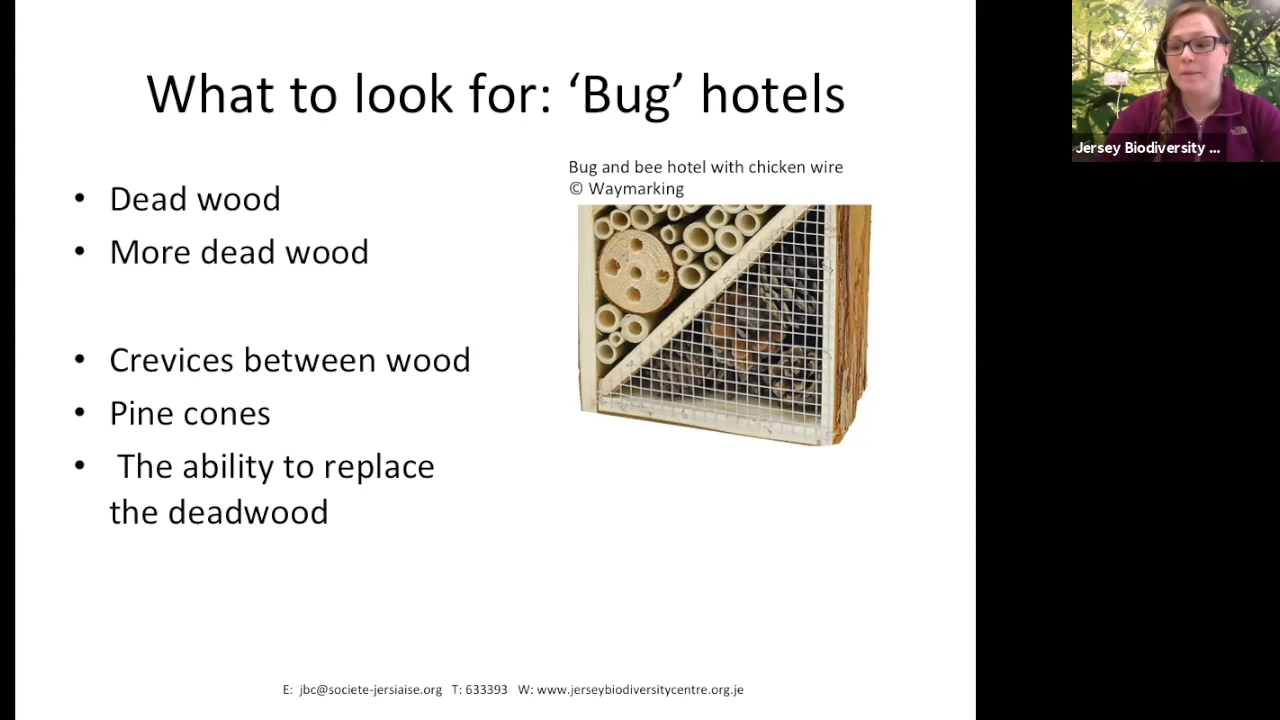 What to look for: ‘Bug’ hotels
• Dead wood
• More dead wood
• Crevices between wood
• Pine cones
• The ability to replace
the deadwood
Bug and bee hotel with chicken wire
© Waymarking
E: jbc@societe-jersiaise.org T: 633393 W: www.jerseybiodiversitycentre.org.je
Jersey Biodiversity ...